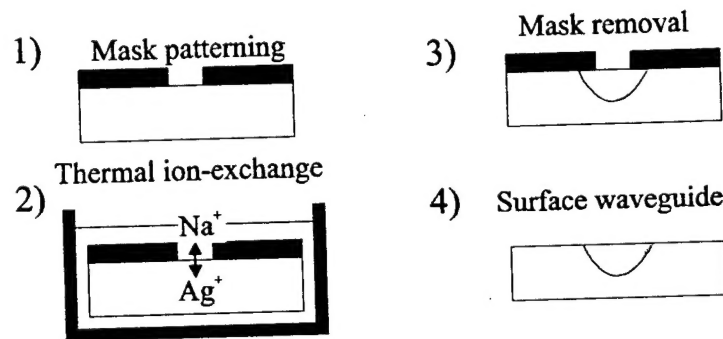 1) Mask patterning
Thermal ion-exchange
2) Na⁺
Ag⁺
Mask removal
3)
4) Surface waveguide